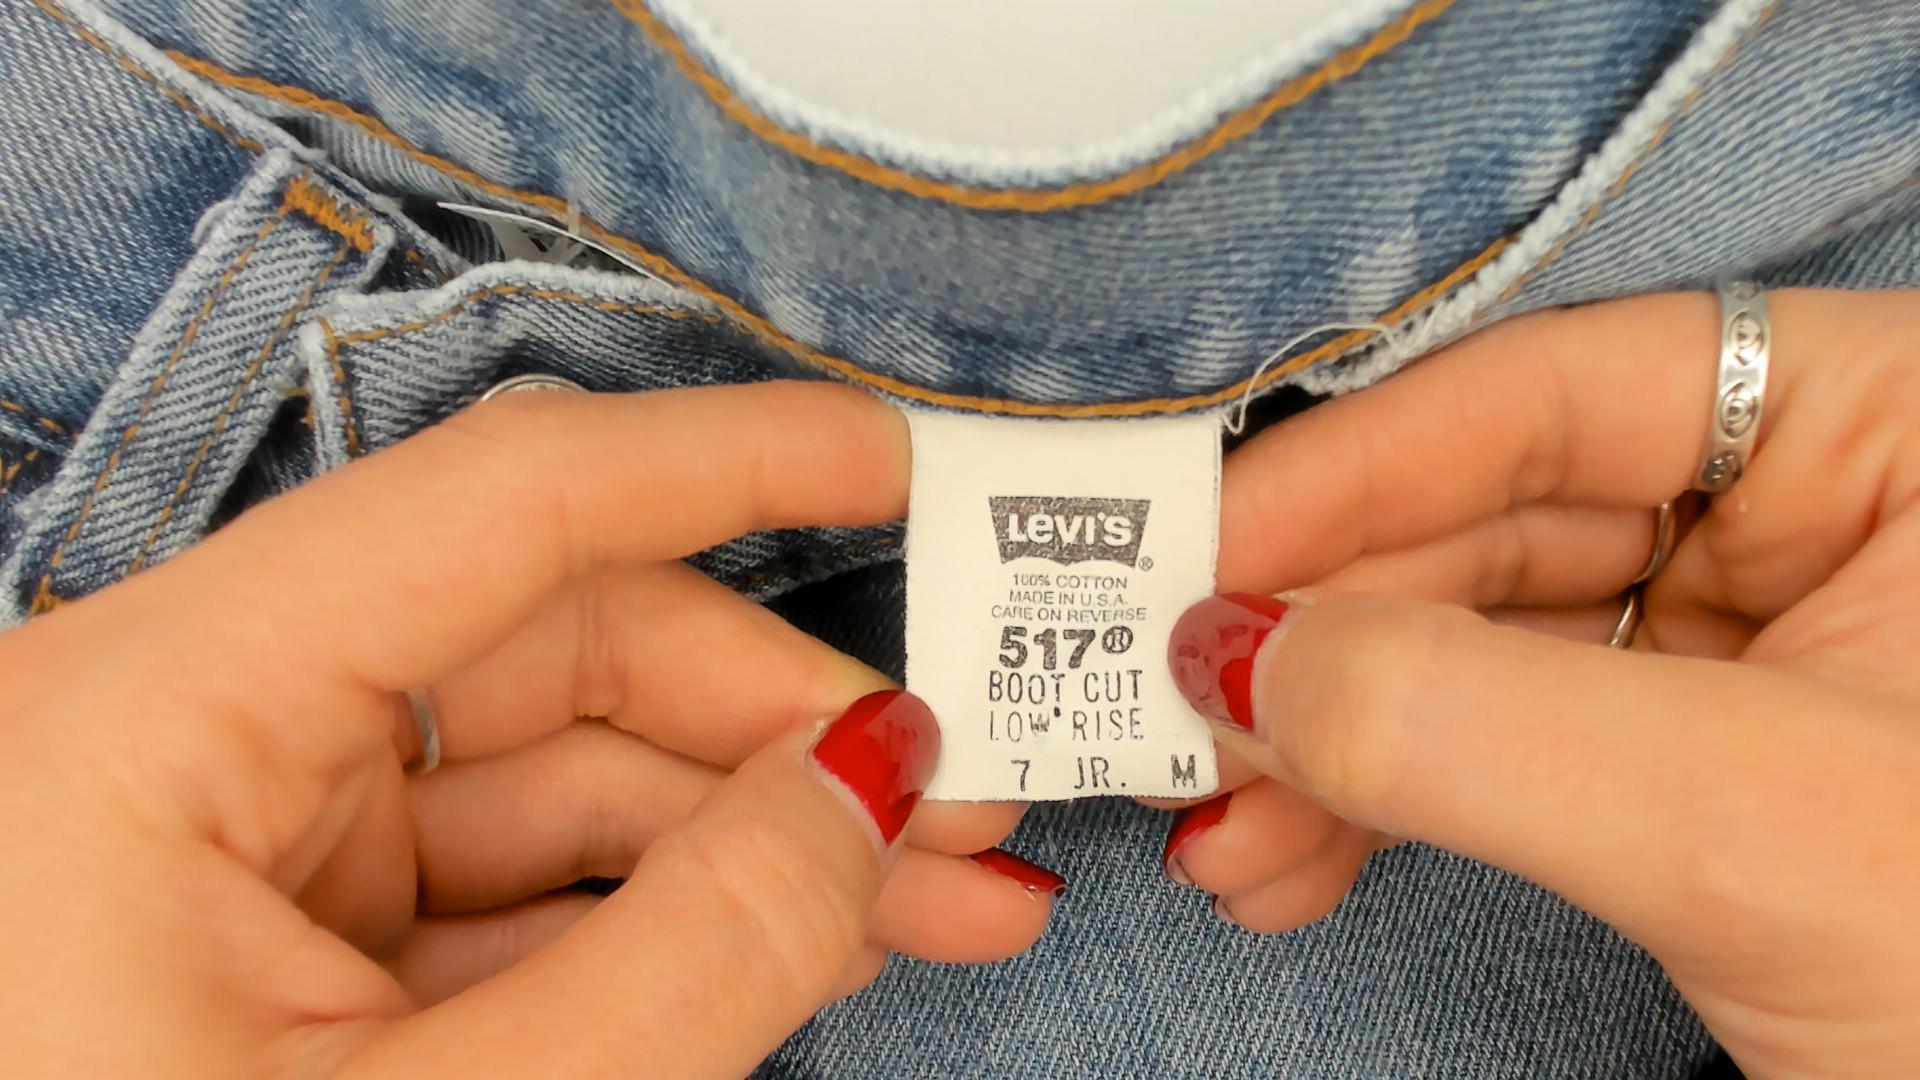 Levi's®
100% COTTON
MADE IN U.S.A.
CARE ON REVERSE
517®
BOOT CUT
LOW RISE
7 JR. M